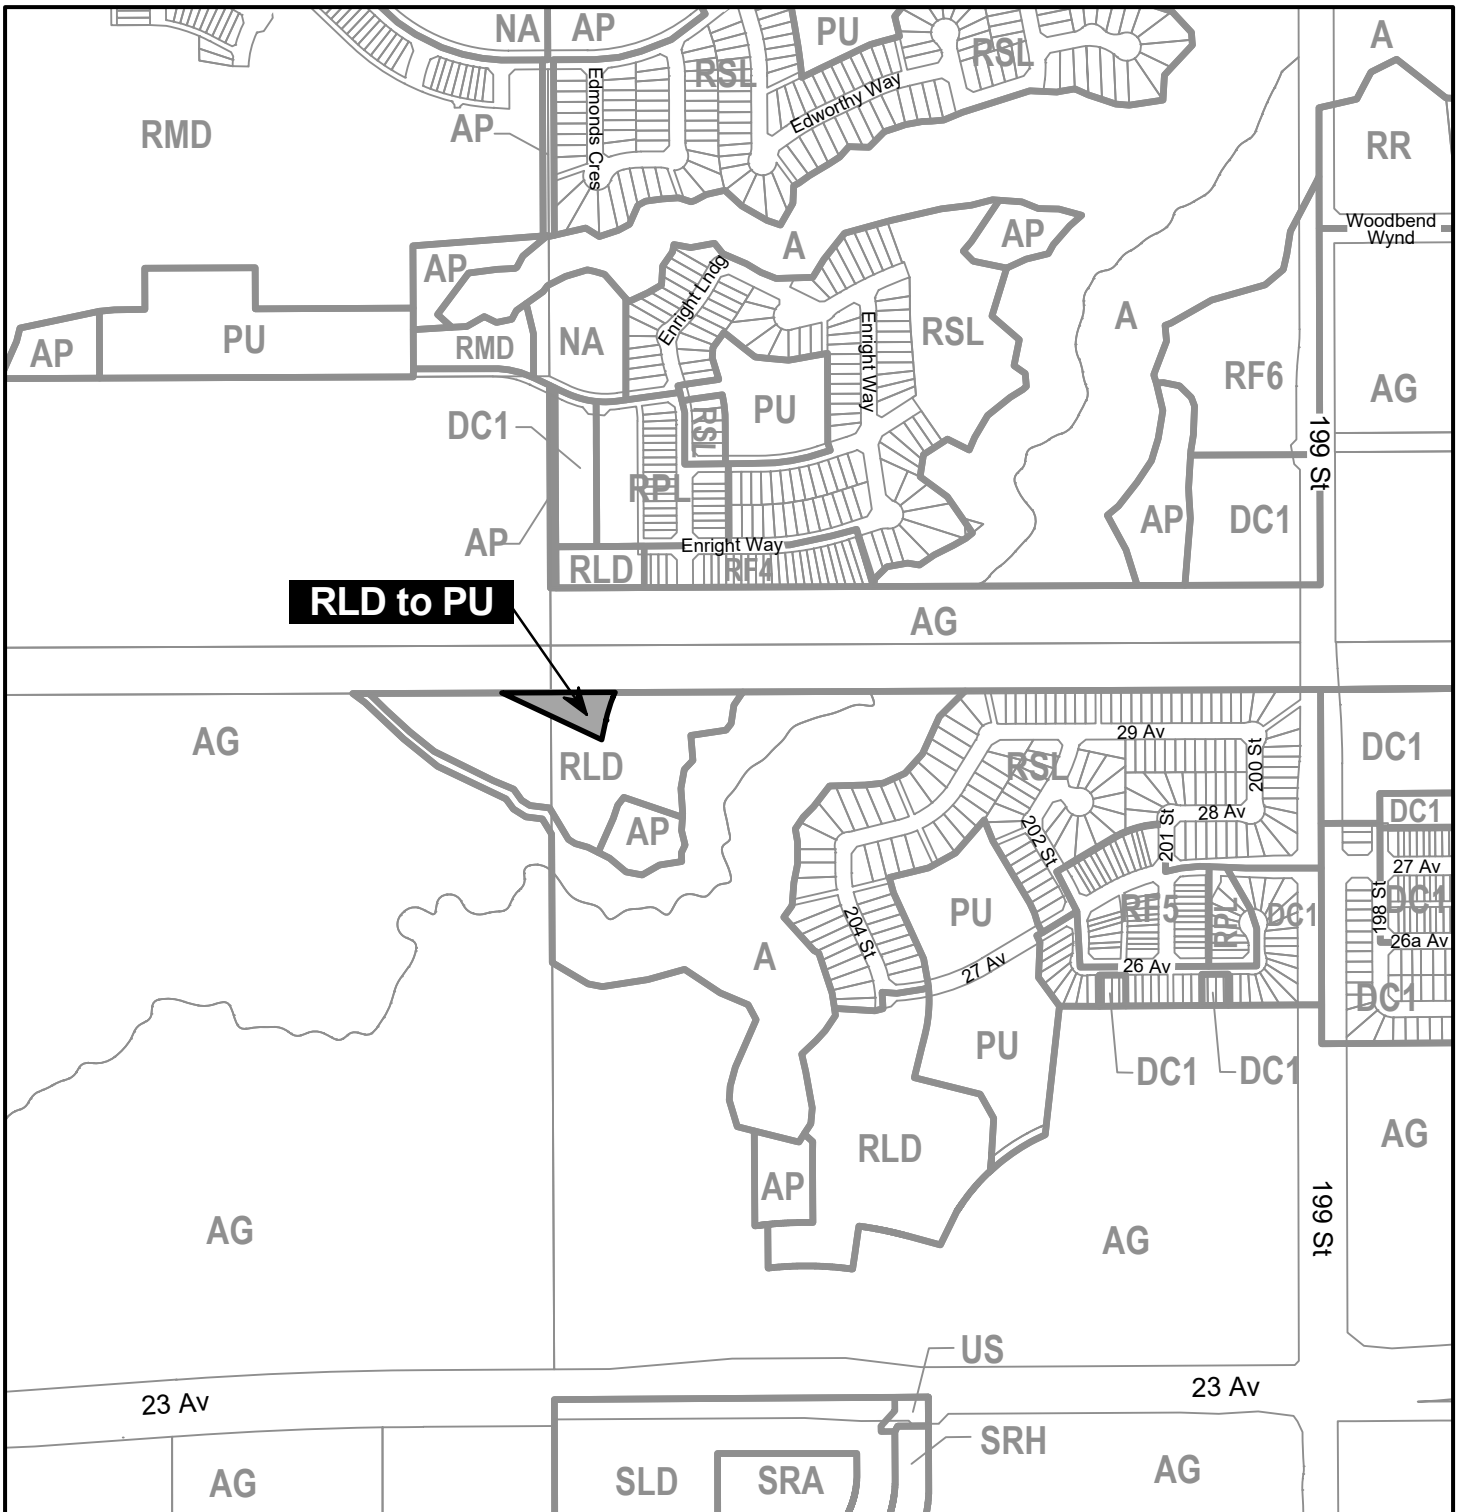 NA
AP
PU
A
RSL
RSL
RMD
AP
Edmonds Cres
Edworthy Way
RR
Woodbend
Wynd
AP
A
AP
AP
PU
RMD
NA
Enright Lndg
Enright Way
RSL
A
RF6
AG
DC1
RSL
PU
199 St
RPL
AP
AP
DC1
Enright Way
RLD
RF4
RLD to PU
AG
AG
RLD
AP
29 Av
RSL
200 St
DC1
28 Av
201 St
202 St
DC1
27 Av
DC1
198 St
26a Av
DC1
PU
RF5
RPL
DC1
204 St
27 Av
26 Av
A
PU
DC1
DC1
RLD
AG
AP
199 St
AG
AG
US
23 Av
23 Av
SRH
AG
SLD
SRA
AG